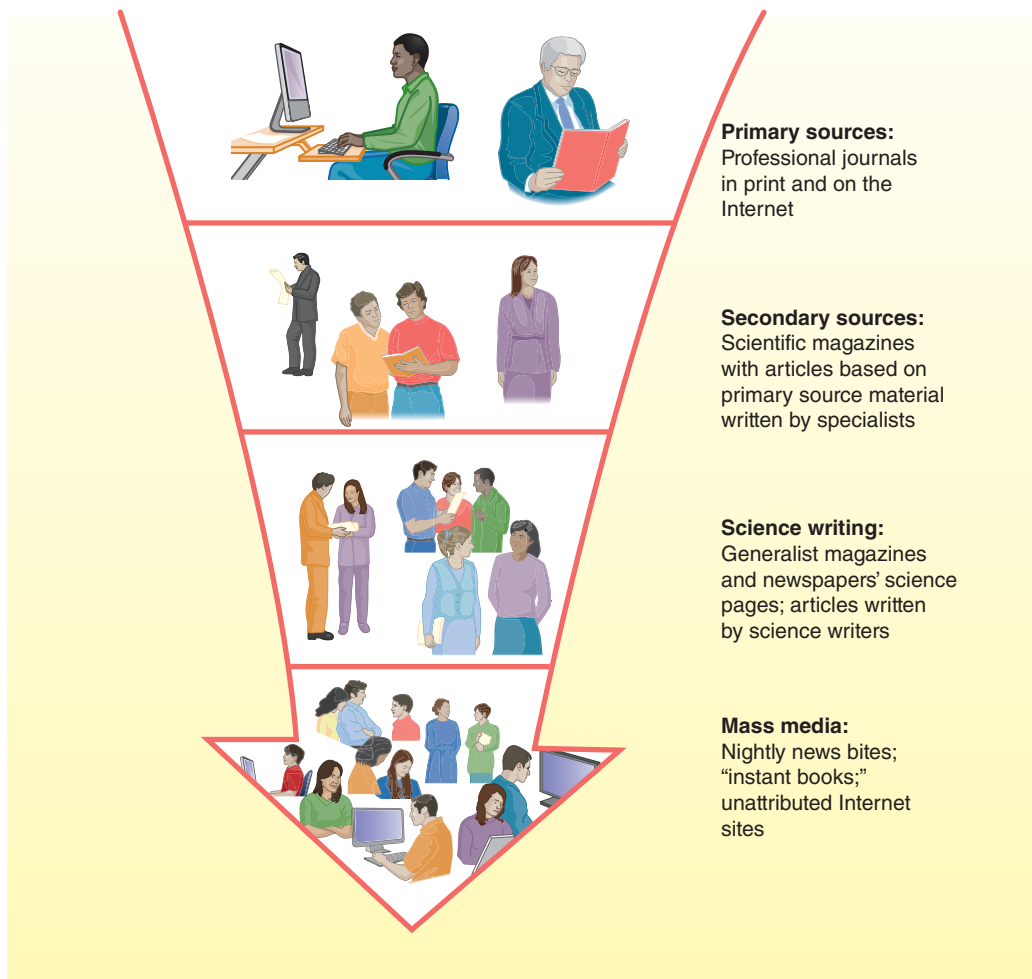 Primary sources:
Professional journals
in print and on the
Internet
Secondary sources:
Scientific magazines
with articles based on
primary source material
written by specialists
Science writing:
Generalist magazines
and newspapers’ science
pages; articles written
by science writers
Mass media:
Nightly news bites;
“instant books;”
unattributed Internet
sites